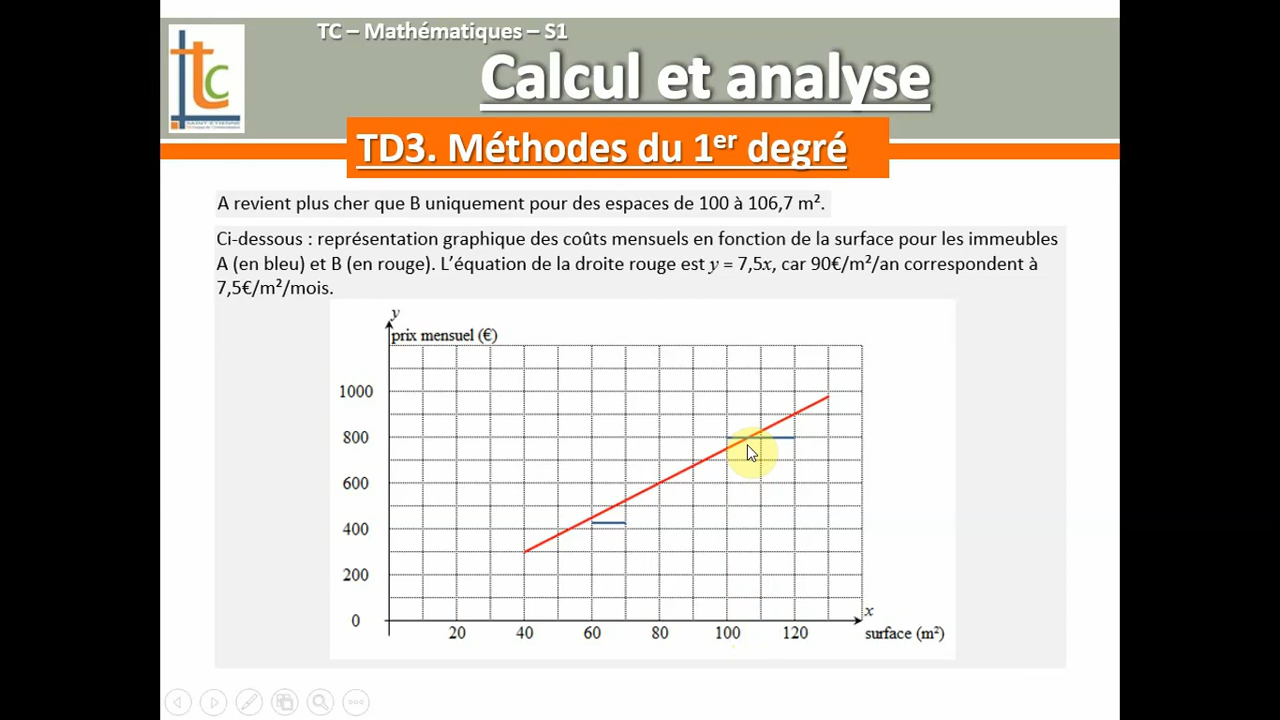 TC – Mathématiques – S1
Calcul et analyse
tc
SAINT-ETIENNE
TD3. Méthodes du 1er degré
A revient plus cher que B uniquement pour des espaces de 100 à 106,7 m².
Ci-dessous : représentation graphique des coûts mensuels en fonction de la surface pour les immeubles
A (en bleu) et B (en rouge). L’équation de la droite rouge est y = 7,5x, car 90€/m²/an correspondent à
7,5€/m²/mois.
y
prix mensuel (€)
1000
800
600
400
200
0
20 40 60 80 100 120
x
surface (m²)